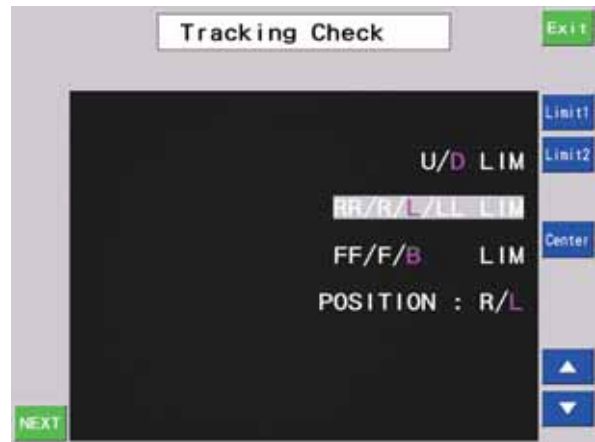 Tracking Check
Exit
Limit1
U/D LIM
Limit2
RR/R/L/LL LIM
FF/F/B LIM
Center
POSITION : R/L
NEXT